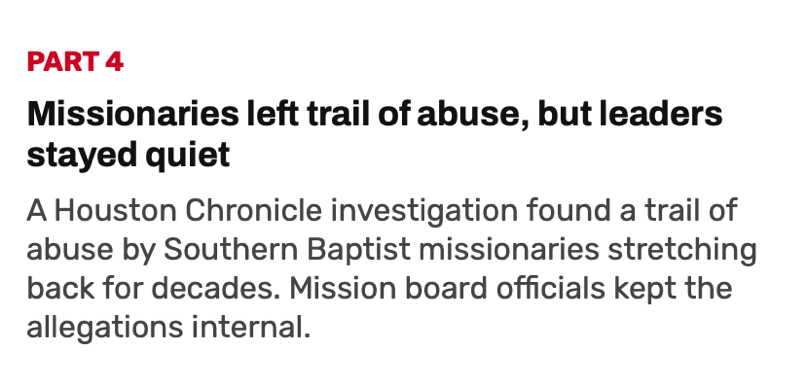 PART 4
Missionaries left trail of abuse, but leaders
stayed quiet
A Houston Chronicle investigation found a trail of
abuse by Southern Baptist missionaries stretching
back for decades. Mission board officials kept the
allegations internal.